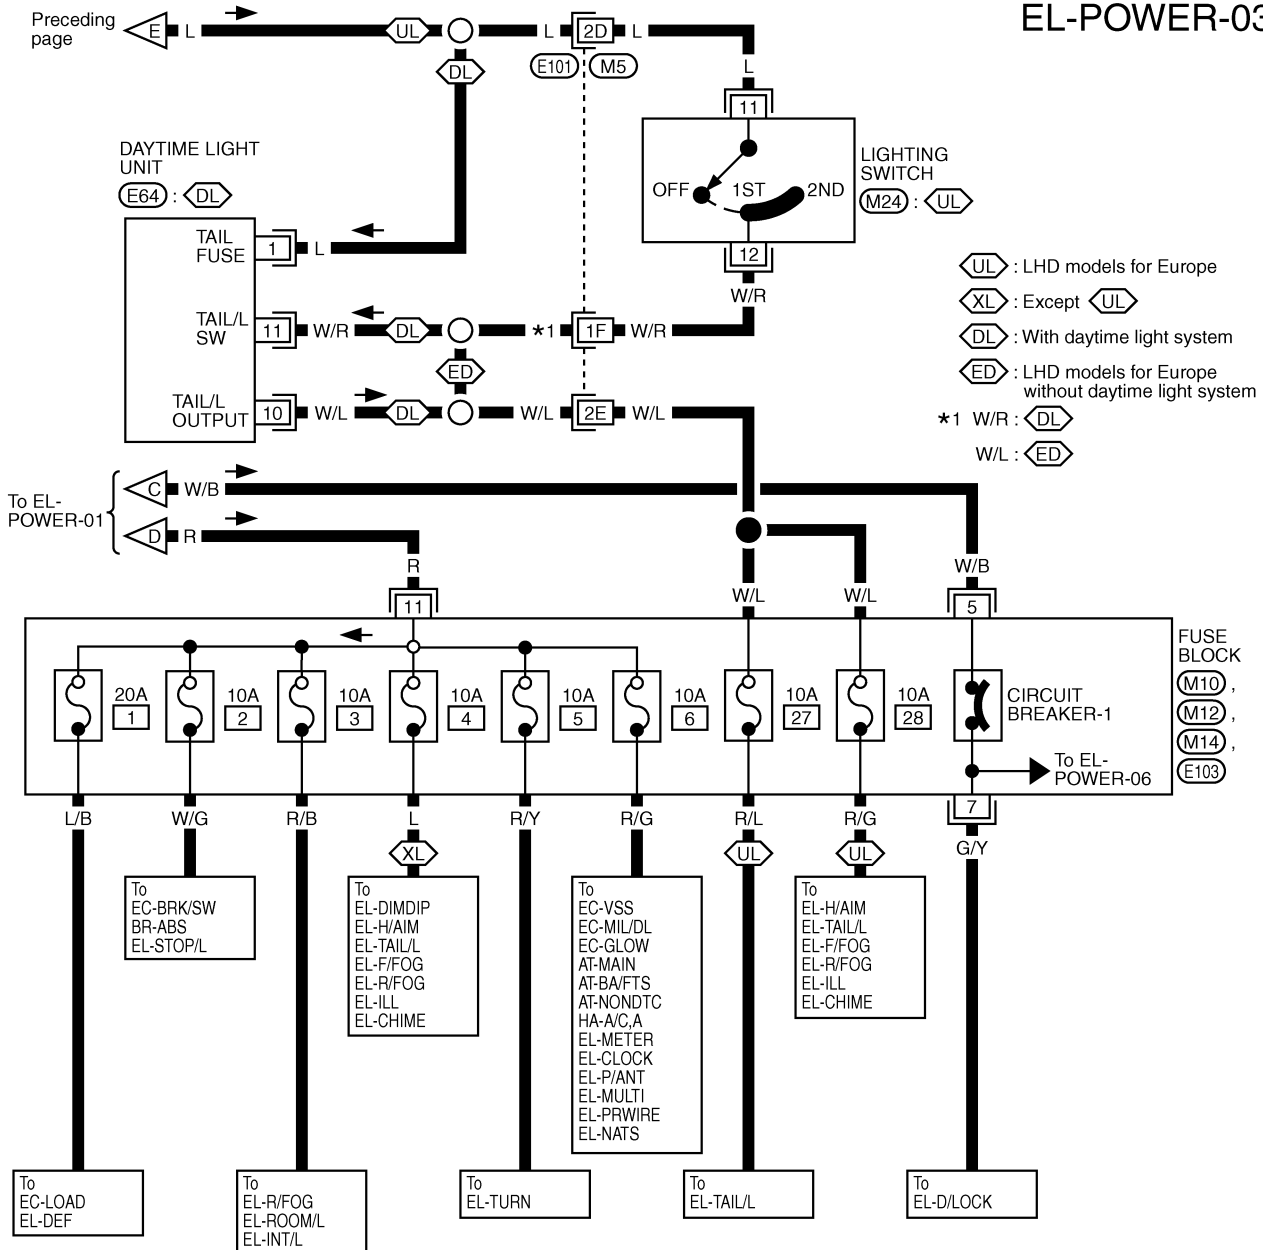 EL-POWER-03
Preceding
page
E
L
UL
L
2D
L
DL
E101
M5
L
11
DAYTIME LIGHT
UNIT
E64 : DL
LIGHTING
SWITCH
M24 : UL
OFF
1ST
2ND
12
W/R
TAIL
FUSE
1
L
TAIL/L
SW
11
W/R
DL
*1
1F
W/R
ED
TAIL/L
OUTPUT
10
W/L
DL
W/L
2E
W/L
UL : LHD models for Europe
XL : Except UL
DL : With daytime light system
ED : LHD models for Europe
without daytime light system
*1 W/R : DL
W/L : ED
To EL-
POWER-01
C
W/B
D
R
R
11
W/L
W/L
W/B
5
FUSE
BLOCK
M10 ,
M12 ,
M14 ,
E103
20A
1
10A
2
10A
3
10A
4
10A
5
10A
6
10A
27
10A
28
CIRCUIT
BREAKER-1
To EL-
POWER-06
7
L/B
W/G
R/B
L
R/Y
R/G
R/L
R/G
G/Y
XL
UL
UL
To
EC-BRK/SW
BR-ABS
EL-STOP/L
To
EL-DIMDIP
EL-H/AIM
EL-TAIL/L
EL-F/FOG
EL-R/FOG
EL-ILL
EL-CHIME
To
EC-VSS
EC-MIL/DL
EC-GLOW
AT-MAIN
AT-BA/FTS
AT-NONDTC
HA-A/C,A
EL-METER
EL-CLOCK
EL-P/ANT
EL-MULTI
EL-PRWIRE
EL-NATS
To
EL-H/AIM
EL-TAIL/L
EL-F/FOG
EL-R/FOG
EL-ILL
EL-CHIME
To
EC-LOAD
EL-DEF
To
EL-R/FOG
EL-ROOM/L
EL-INT/L
To
EL-TURN
To
EL-TAIL/L
To
EL-D/LOCK